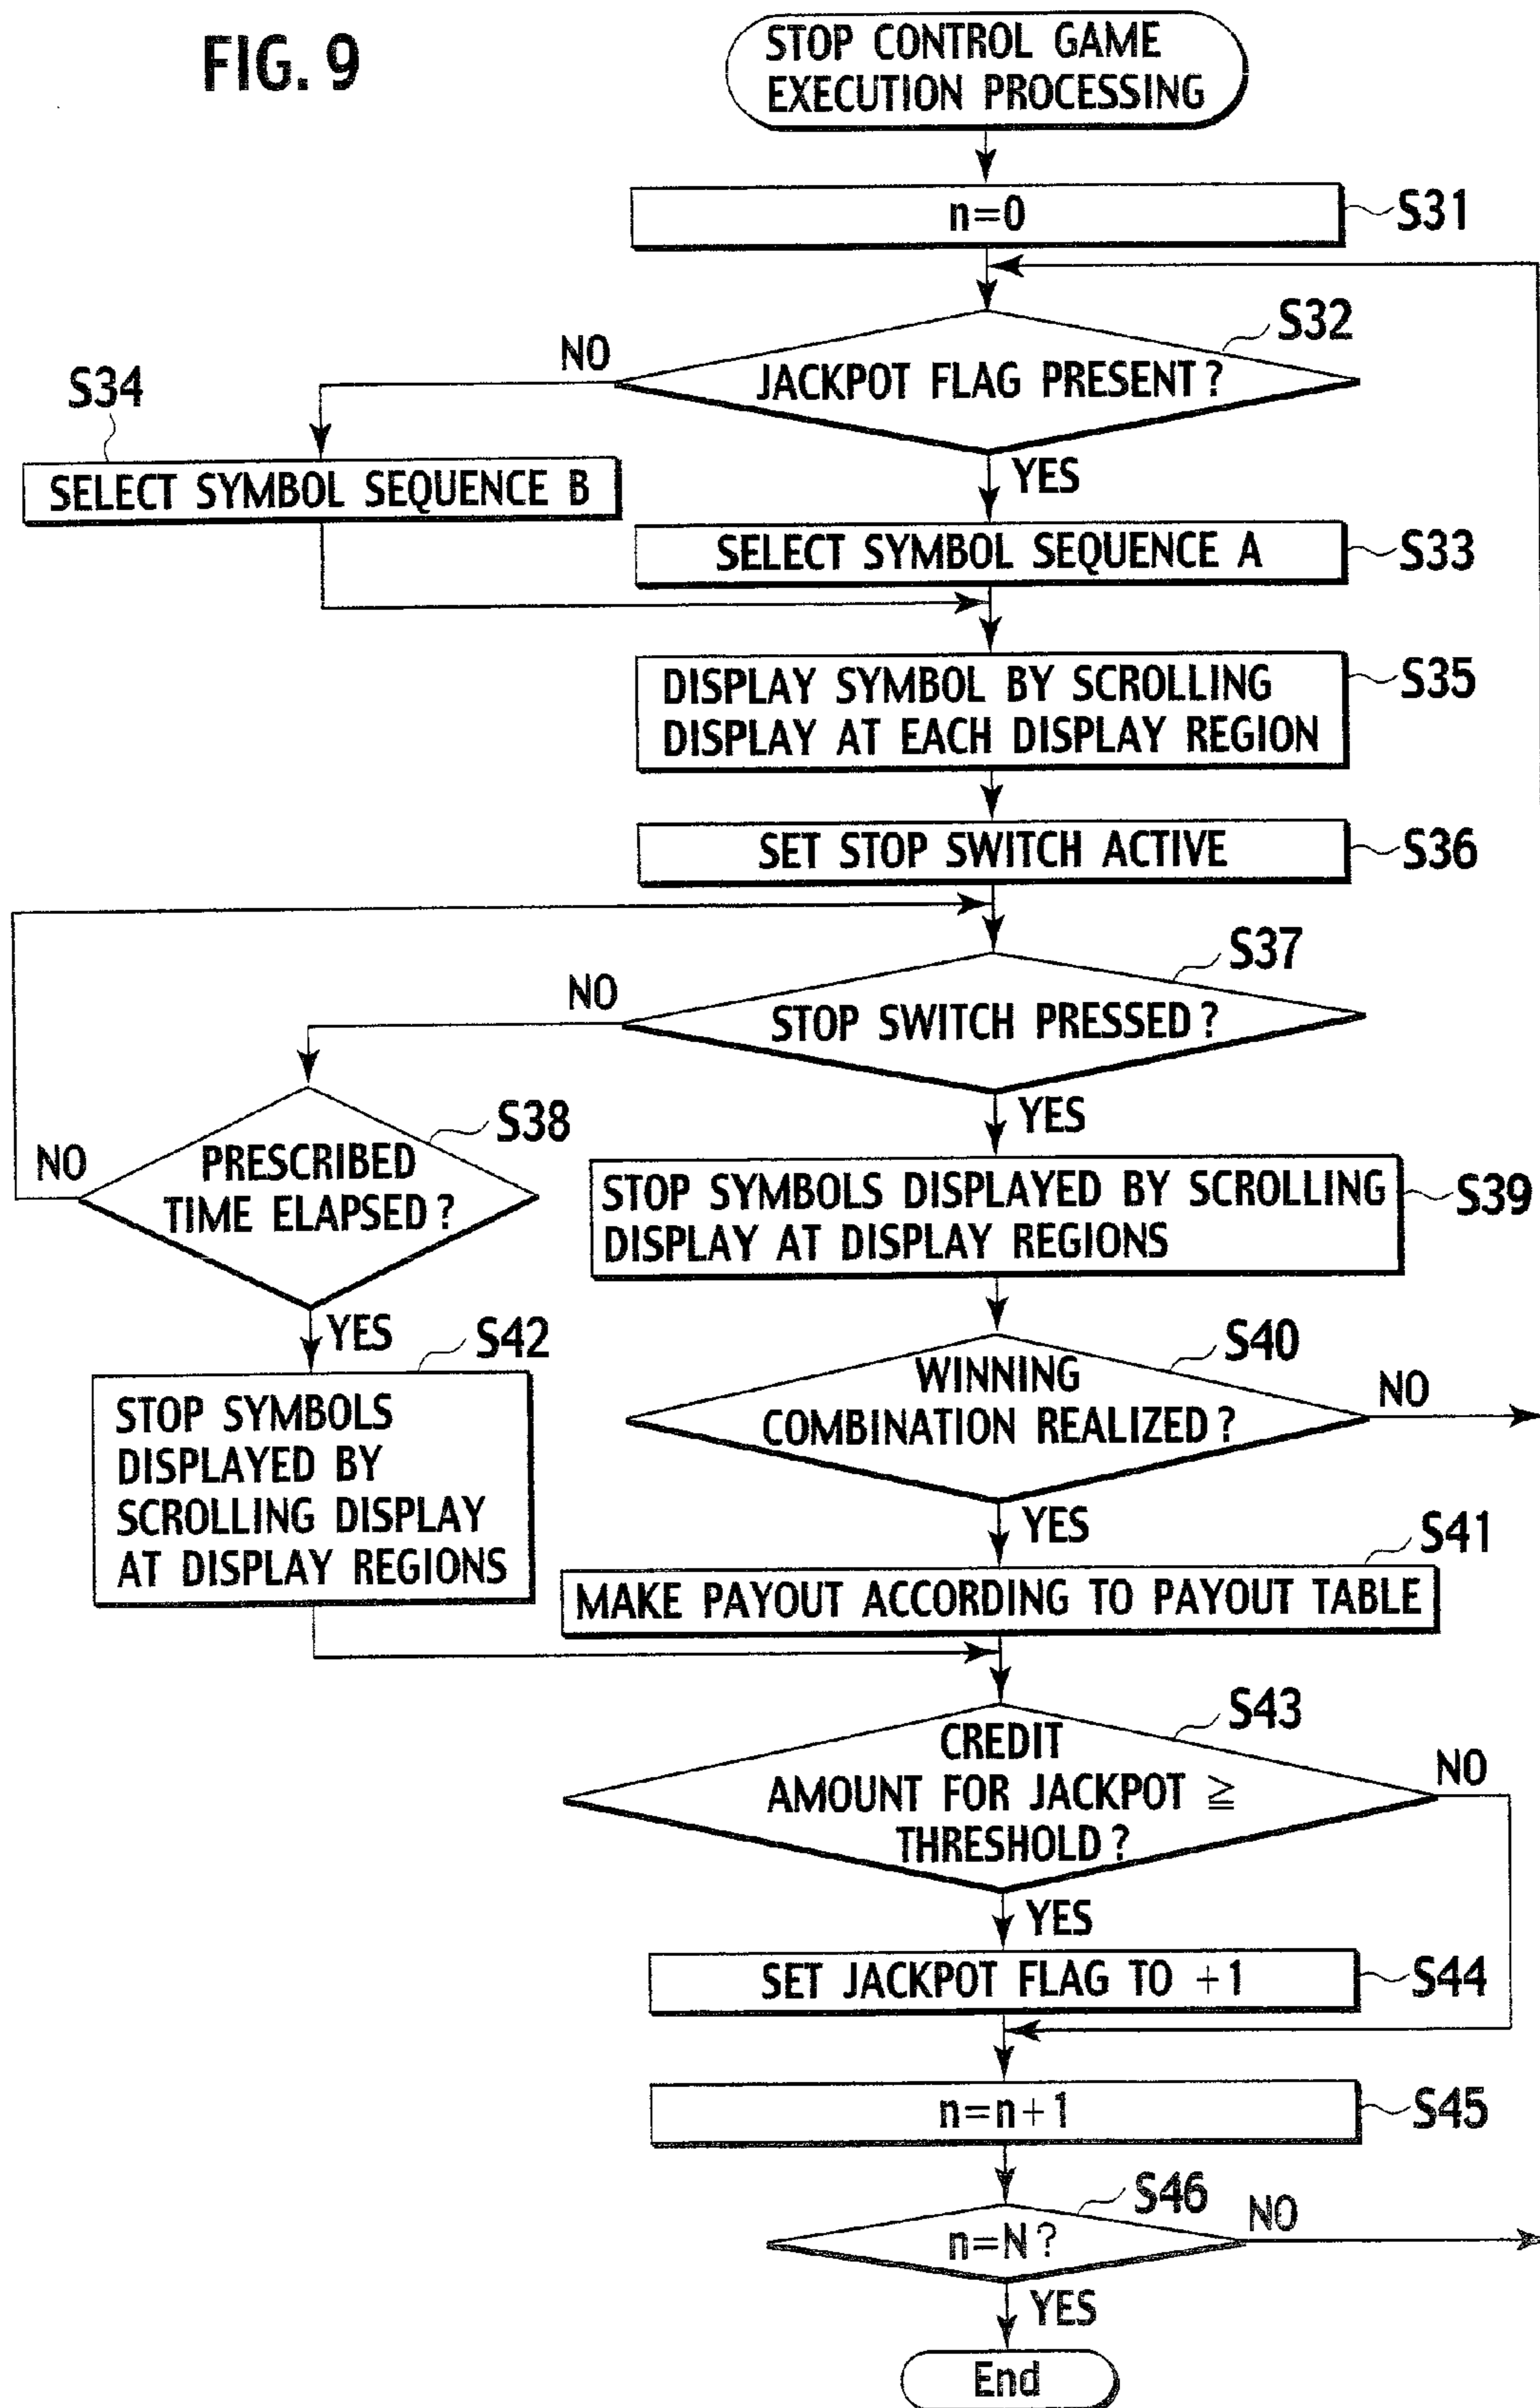 FIG. 9
STOP CONTROL GAME
EXECUTION PROCESSING
n=0
S31
S32
NO
JACKPOT FLAG PRESENT?
S34
YES
SELECT SYMBOL SEQUENCE B
SELECT SYMBOL SEQUENCE A
S33
DISPLAY SYMBOL BY SCROLLING
DISPLAY AT EACH DISPLAY REGION
S35
SET STOP SWITCH ACTIVE
S36
S37
NO
STOP SWITCH PRESSED?
YES
S38
NO
PRESCRIBED
TIME ELAPSED?
STOP SYMBOLS DISPLAYED BY SCROLLING
DISPLAY AT DISPLAY REGIONS
S39
YES
S42
S40
WINNING
COMBINATION REALIZED?
NO
STOP SYMBOLS
DISPLAYED BY
SCROLLING DISPLAY
AT DISPLAY REGIONS
YES
S41
MAKE PAYOUT ACCORDING TO PAYOUT TABLE
S43
CREDIT
AMOUNT FOR JACKPOT ≧
THRESHOLD?
NO
YES
SET JACKPOT FLAG TO +1
S44
n=n+1
S45
S46
n=N?
NO
YES
End